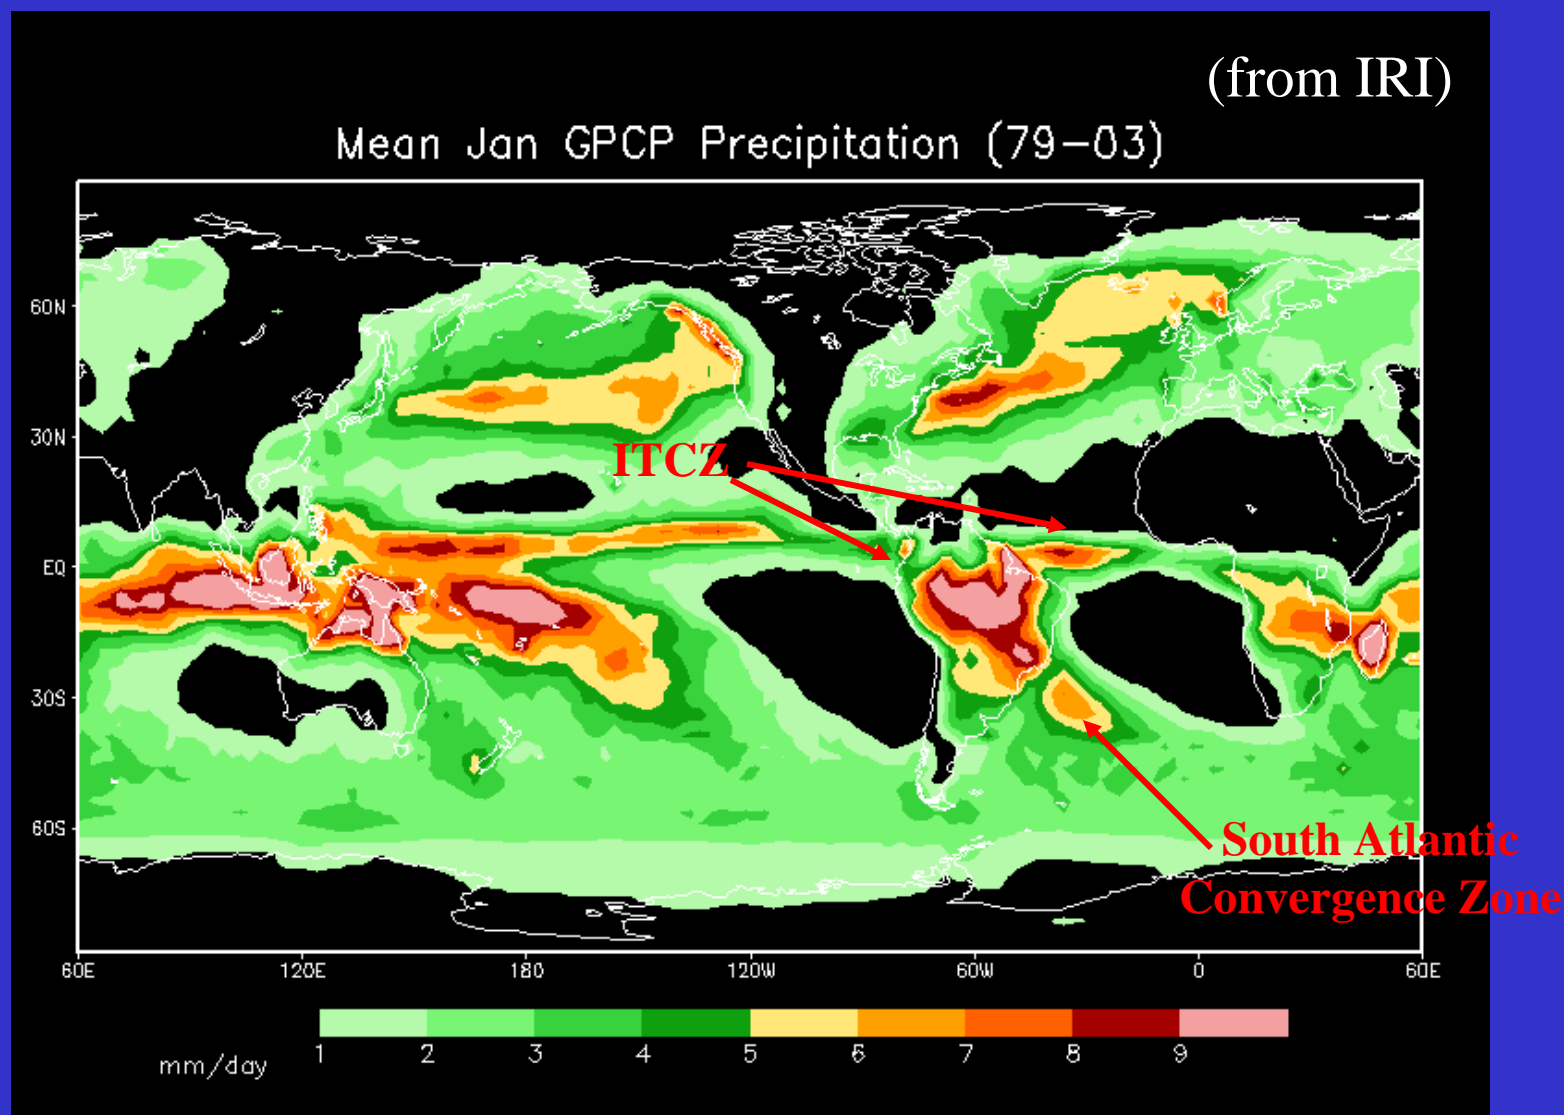 (from IRI)
Mean Jan GPCP Precipitation (79-03)
60N
30N
ITCZ
EQ
30S
60S
South Atlantic
Convergence Zone
60E 120E 180 120W 60W 0 60E
1 2 3 4 5 6 7 8 9
mm/day